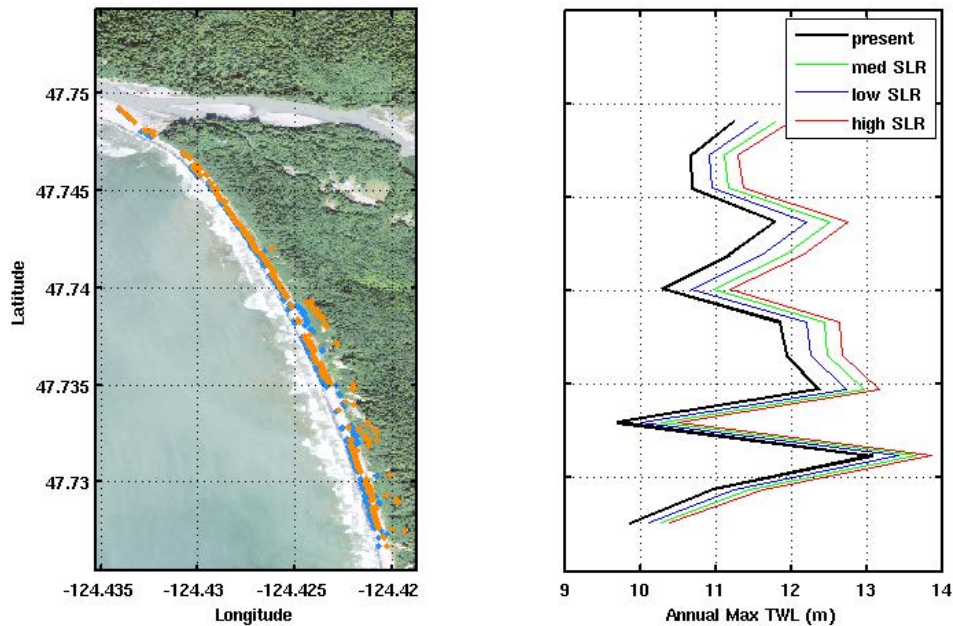 47.75
47.745
47.74
47.735
47.73
Latitude
-124.435
-124.43
-124.425
-124.42
Longitude
present
med SLR
low SLR
high SLR
9
10
11
12
13
14
Annual Max TWL (m)